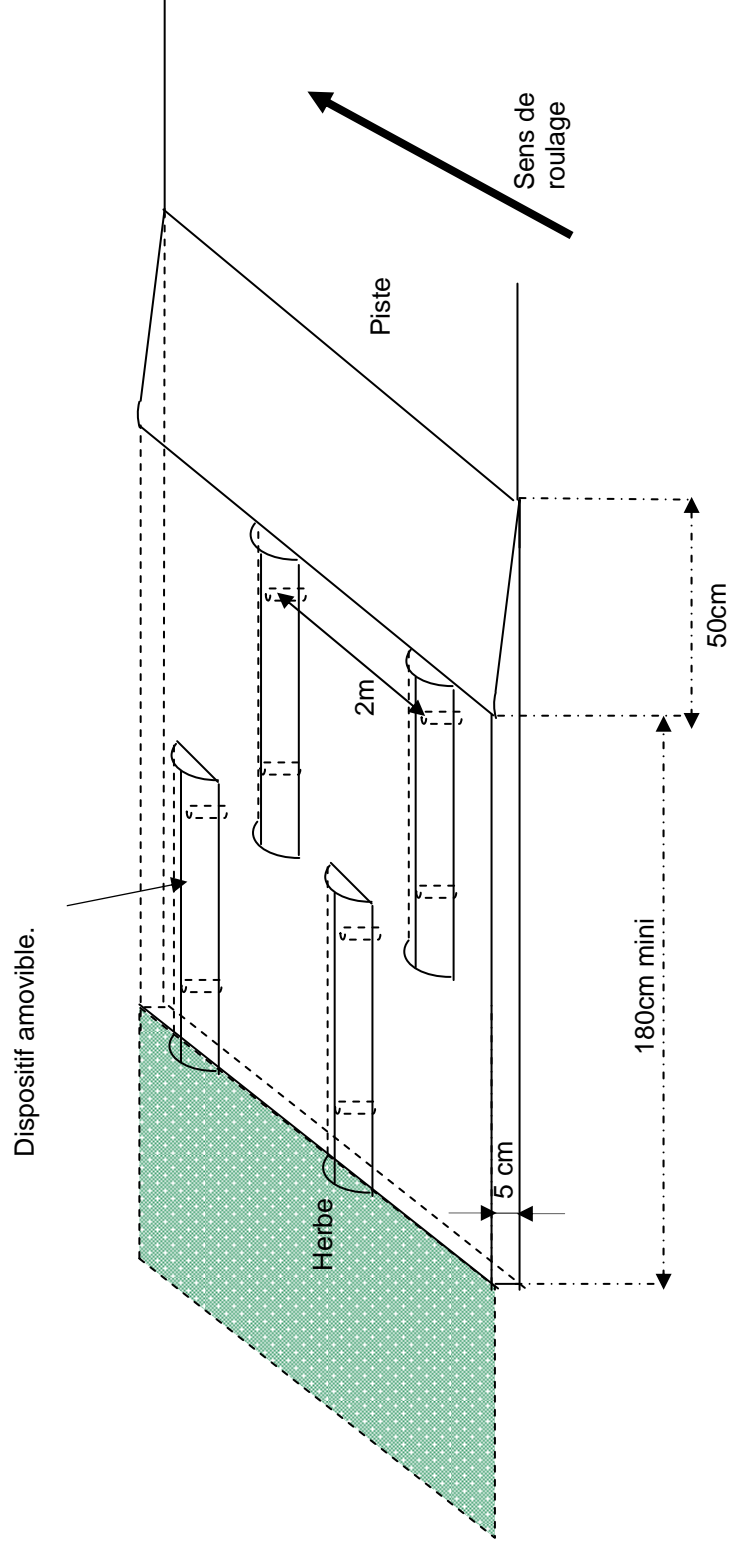 Dispositif amovible.
Herbe
5 cm
180cm mini
2m
50cm
Piste
Sens de
roulage